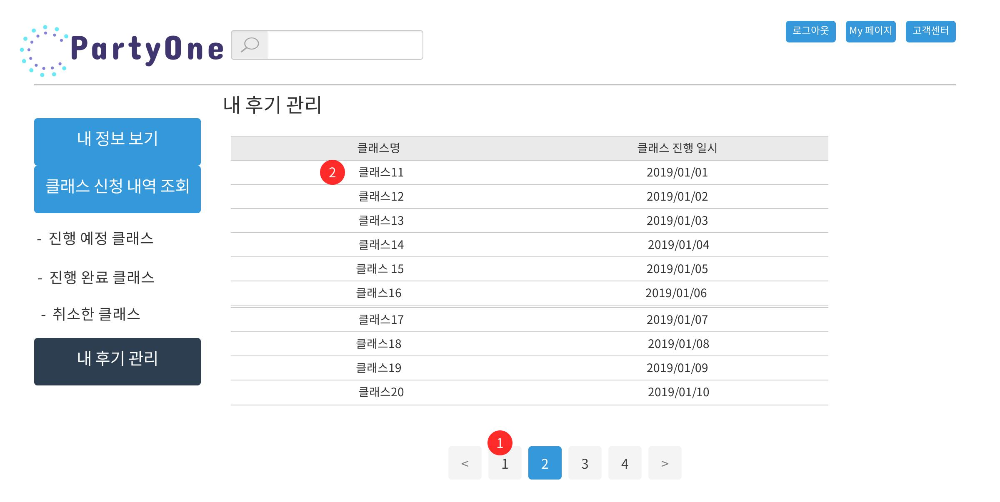 PartyOne
로그아웃 My 페이지 고객센터
내 후기 관리
내 정보 보기
클래스 신청 내역 조회
- 진행 예정 클래스
- 진행 완료 클래스
- 취소한 클래스
내 후기 관리
클래스명 클래스 진행 일시
2 클래스11 2019/01/01
클래스12 2019/01/02
클래스13 2019/01/03
클래스14 2019/01/04
클래스 15 2019/01/05
클래스16 2019/01/06
클래스17 2019/01/07
클래스18 2019/01/08
클래스19 2019/01/09
클래스20 2019/01/10
1
< 1 2 3 4 >